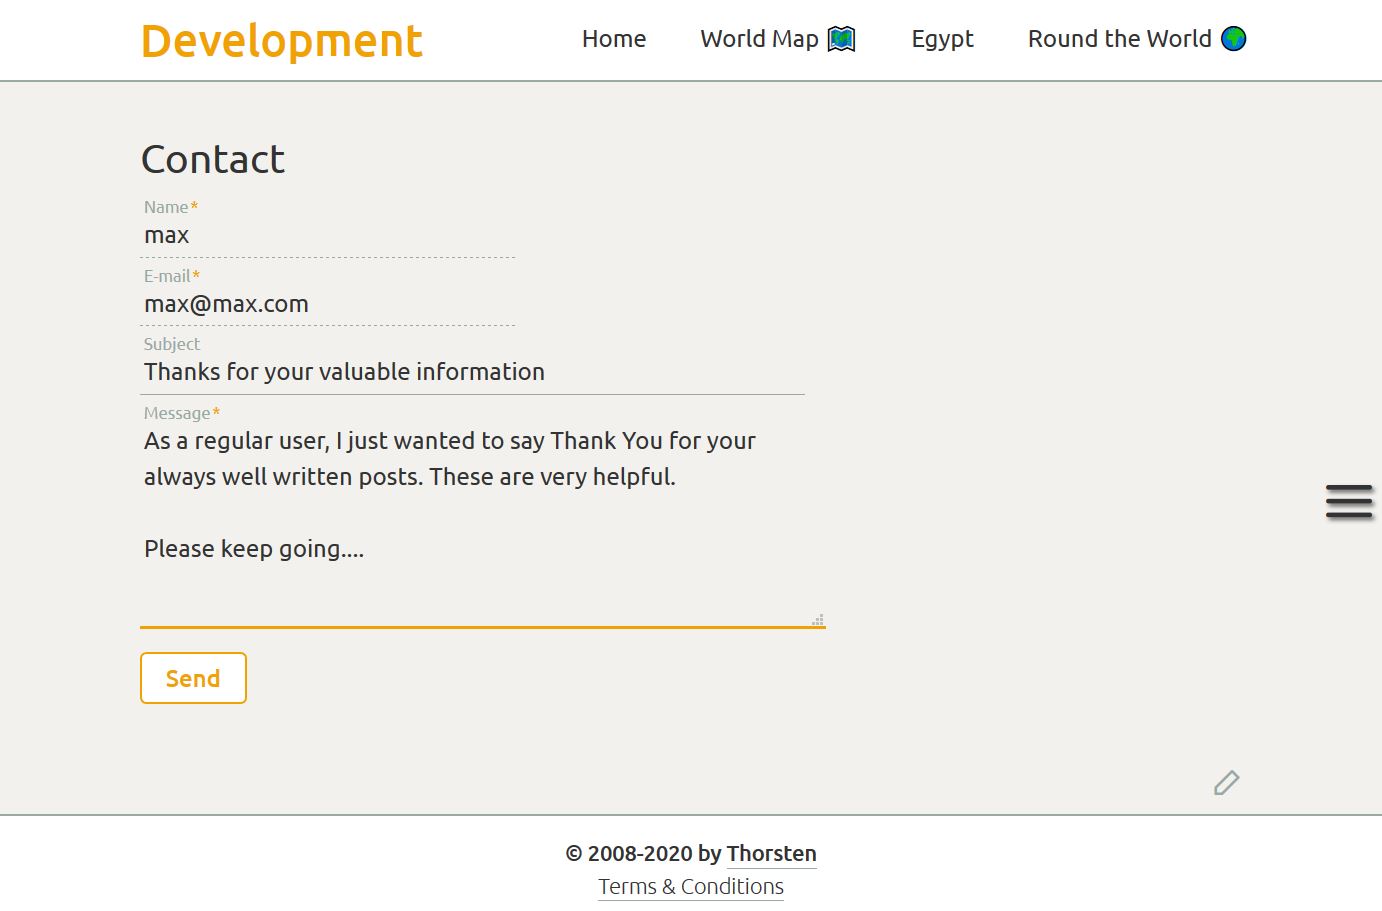 Development
Home World Map Egypt Round the World
Contact
Name*
max
E-mail*
max@max.com
Subject
Thanks for your valuable information
Message*
As a regular user, I just wanted to say Thank You for your
always well written posts. These are very helpful.
Please keep going....
Send
© 2008-2020 by Thorsten
Terms & Conditions